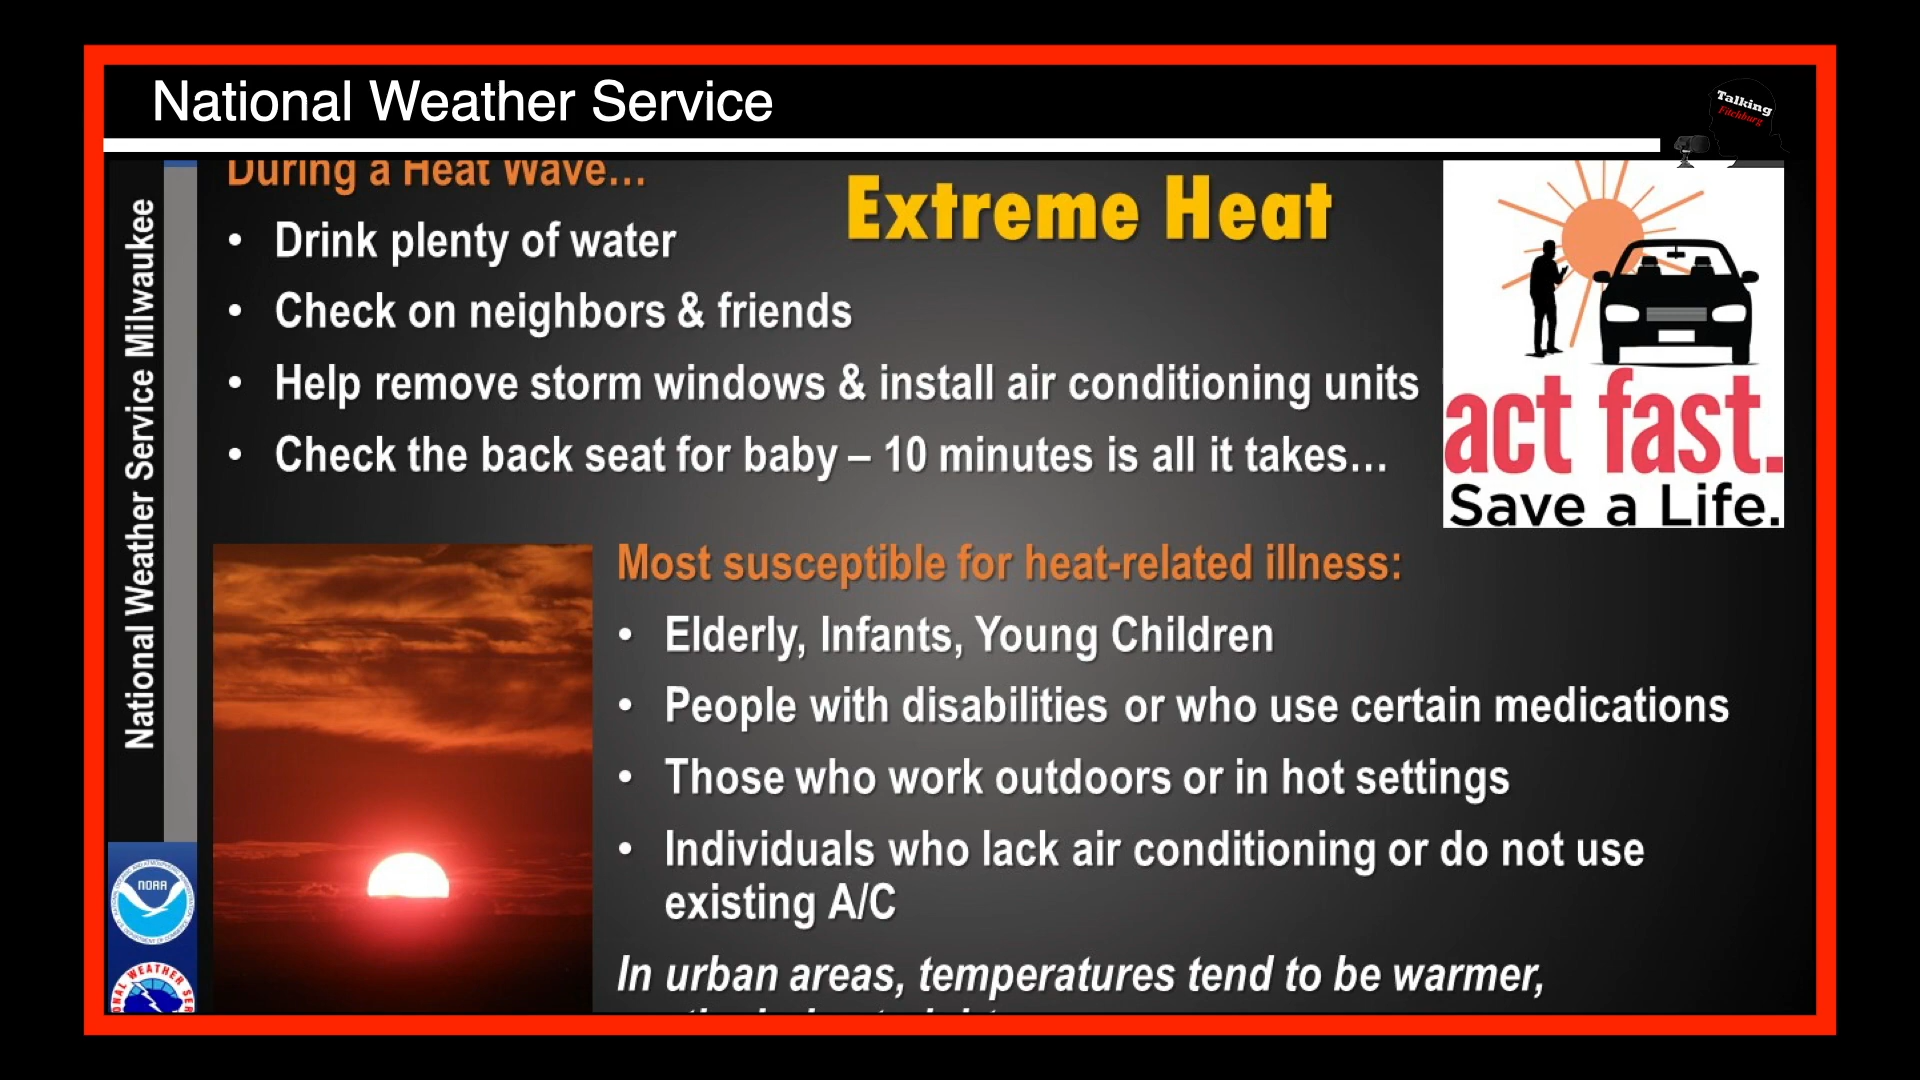 National Weather Service
Talking
Fitchburg
During a Heat Wave...
Extreme Heat
• Drink plenty of water
• Check on neighbors & friends
• Help remove storm windows & install air conditioning units
• Check the back seat for baby – 10 minutes is all it takes...
act fast.
Save a Life.
National Weather Service Milwaukee
Most susceptible for heat-related illness:
• Elderly, Infants, Young Children
• People with disabilities or who use certain medications
• Those who work outdoors or in hot settings
• Individuals who lack air conditioning or do not use
existing A/C
In urban areas, temperatures tend to be warmer,
NOAA
WEATHER